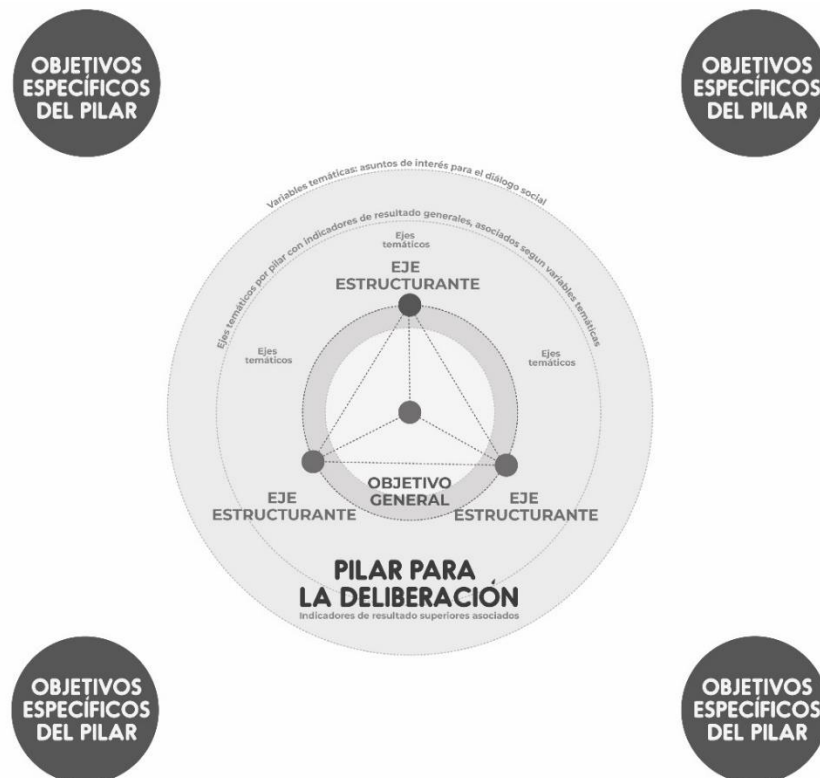 OBJETIVOS
ESPECÍFICOS
DEL PILAR
OBJETIVOS
ESPECÍFICOS
DEL PILAR
Variables temáticas: asuntos de interés para el diálogo social
Ejes temáticos por pilar con indicadores de resultado generales, asociados segun variables temáticas
Ejes
temáticos
EJE
ESTRUCTURANTE
Ejes
temáticos
Ejes
temáticos
OBJETIVO
GENERAL
EJE
ESTRUCTURANTE
EJE
ESTRUCTURANTE
PILAR PARA
LA DELIBERACIÓN
Indicadores de resultado superiores asociados
OBJETIVOS
ESPECÍFICOS
DEL PILAR
OBJETIVOS
ESPECÍFICOS
DEL PILAR